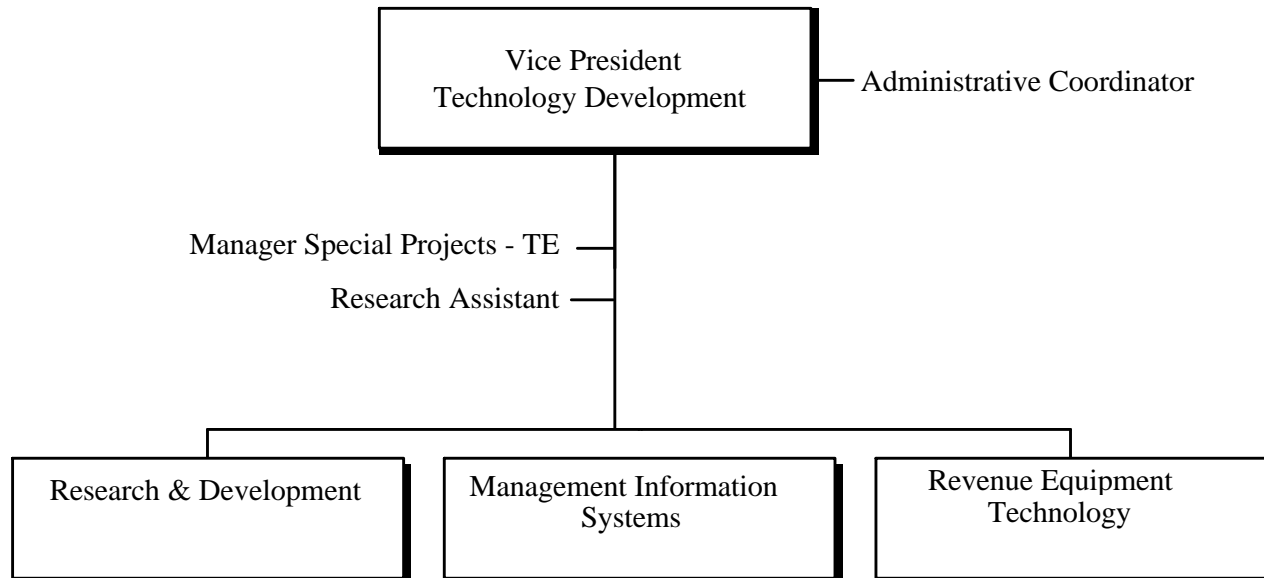 Vice President
Technology Development
Administrative Coordinator
Manager Special Projects - TE
Research Assistant
Research & Development
Management Information
Systems
Revenue Equipment
Technology